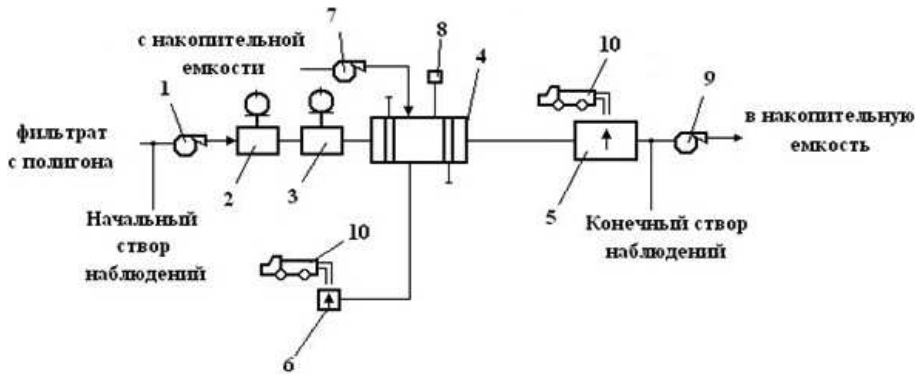 7
с накопительной
емкости
8
4
10
9
1
фильтрат
с полигона
в накопительную
емкость
2
3
5
Начальный
створ
наблюдений
Конечный створ
наблюдений
10
6